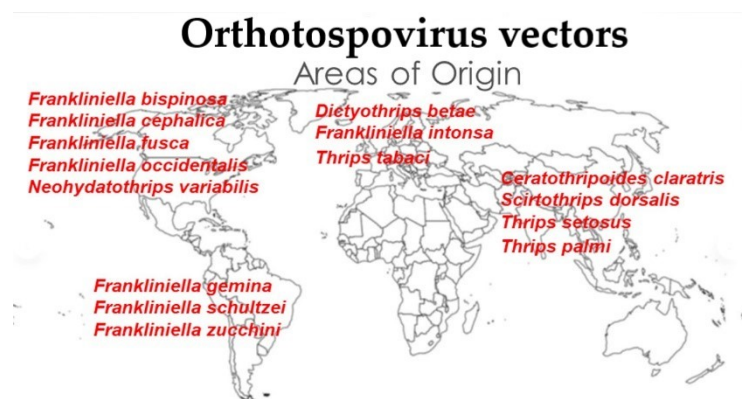 Orthotospovirus vectors
Areas of Origin
Frankliniella bispinosa
Frankliniella cephalica
Frankliniella fusca
Frankliniella occidentalis
Neohydatothrips variabilis
Dictyothrips betae
Frankliniella intonsa
Thrips tabaci
Ceratothripoides claratris
Scirtothrips dorsalis
Thrips setosus
Thrips palmi
Frankliniella gemina
Frankliniella schultzei
Frankliniella zucchini